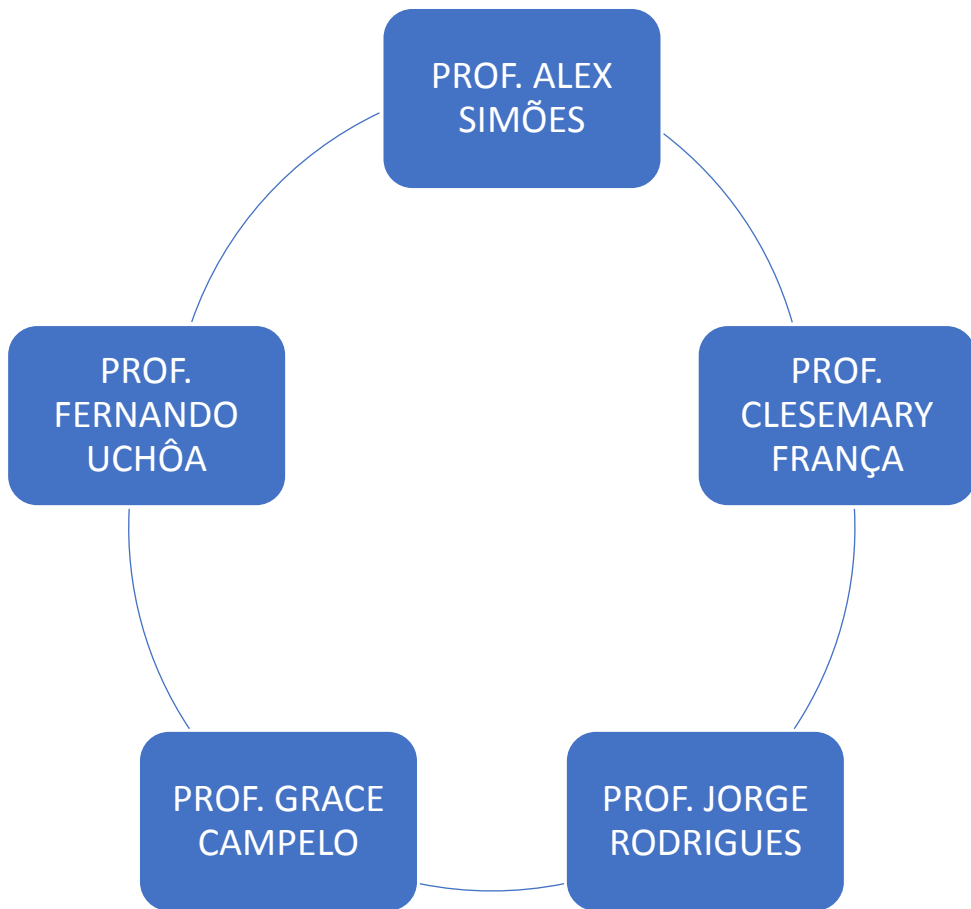 PROF. ALEX
SIMÕES
PROF.
CLESEMARY
FRANÇA
PROF. JORGE
RODRIGUES
PROF. GRACE
CAMPELO
PROF.
FERNANDO
UCHÔA